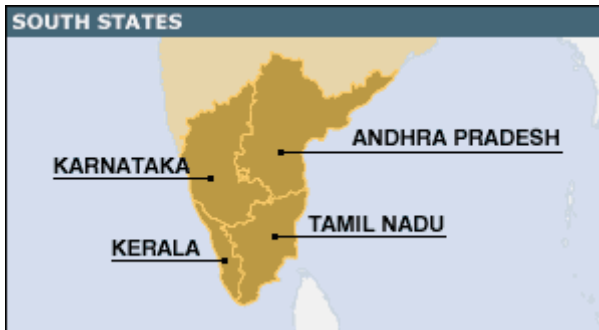 SOUTH STATES
ANDHRA PRADESH
KARNATAKA
TAMIL NADU
KERALA